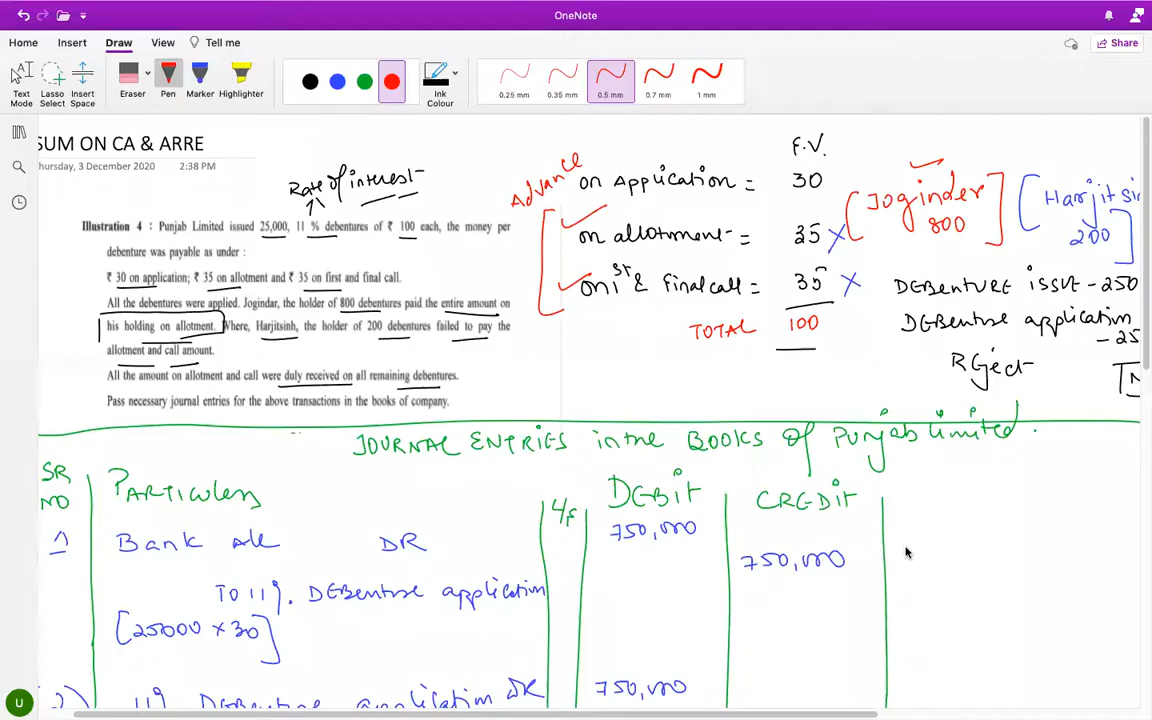 OneNote
Home Insert Draw View Tell me
Share
Text Mode
Lasso Select
Insert Space
Eraser
Pen
Marker
Highlighter
Ink Colour
0.25 mm
0.35 mm
0.5 mm
0.7 mm
1 mm
SUM ON CA & ARRE
hursday, 3 December 2020 2:38 PM
Rate of interest
Illustration 4 : Punjab Limited issued 25,000, 11 % debentures of ₹ 100 each, the money per
debenture was payable as under :
₹ 30 on application; ₹ 35 on allotment and ₹ 35 on first and final call.
All the debentures were applied. Jogindar, the holder of 800 debentures paid the entire amount on
his holding on allotment. Where, Harjitsinh, the holder of 200 debentures failed to pay the
allotment and call amount.
All the amount on allotment and call were duly received on all remaining debentures.
Pass necessary journal entries for the above transactions in the books of company.
F.V.
Advance
on Application = 30
on allotment = 35
on 1st & Final call = 35
TOTAL 100
[Joginder 800]
[Harjitsi 200]
DEBENTURE issue - 250
DEBenture application
- 25
Reject
JOURNAL ENTRIES in the BOOKS of Punjab limited.
SR NO
PARTICULERS
L/F
DEBIT
CREDIT
1
Bank A/c DR
750,000
750,000
TO 11%. DEBenture application
[25000 × 30]
2) 11% DEBenture application DR 750,000
U